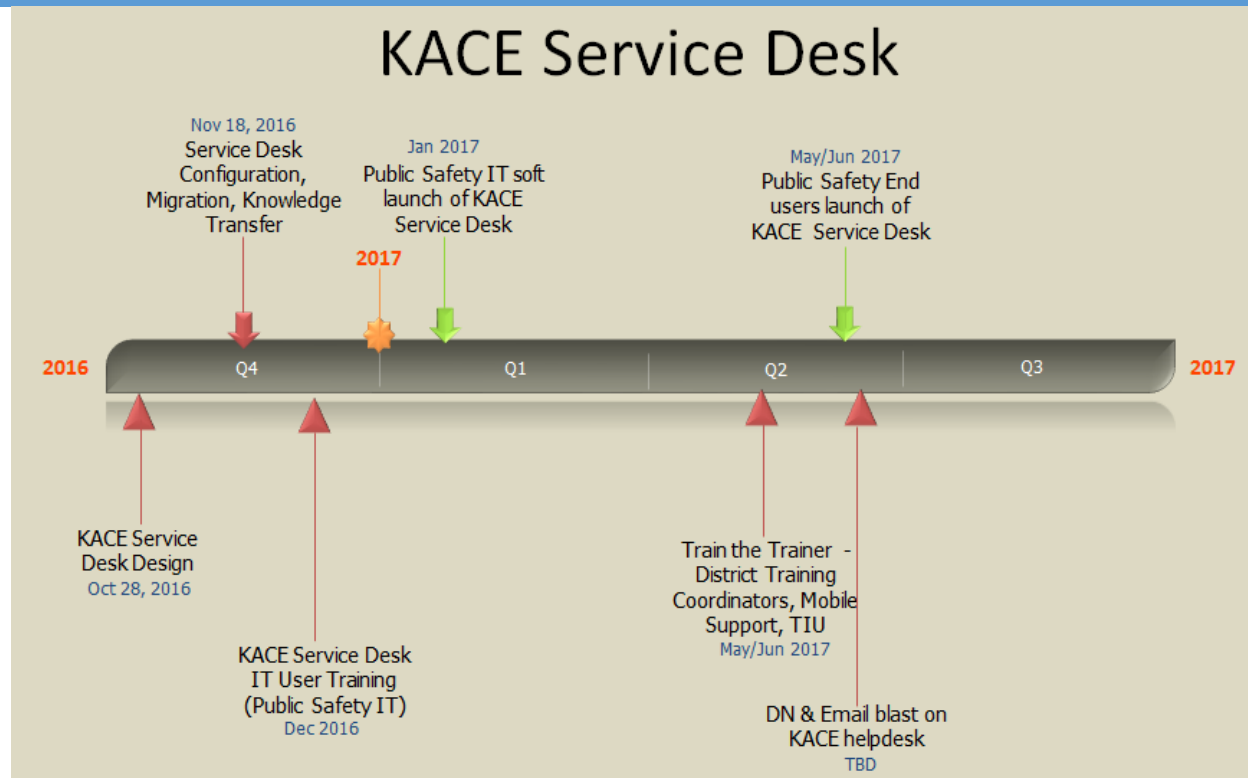 KACE Service Desk
Nov 18, 2016
Service Desk
Configuration,
Migration, Knowledge
Transfer
Jan 2017
Public Safety IT soft
launch of KACE
Service Desk
May/Jun 2017
Public Safety End
users launch of
KACE Service Desk
2017
2016
Q4
Q1
Q2
Q3
2017
KACE Service
Desk Design
Oct 28, 2016
KACE Service Desk
IT User Training
(Public Safety IT)
Dec 2016
Train the Trainer -
District Training
Coordinators, Mobile
Support, TIU
May/Jun 2017
DN & Email blast on
KACE helpdesk
TBD